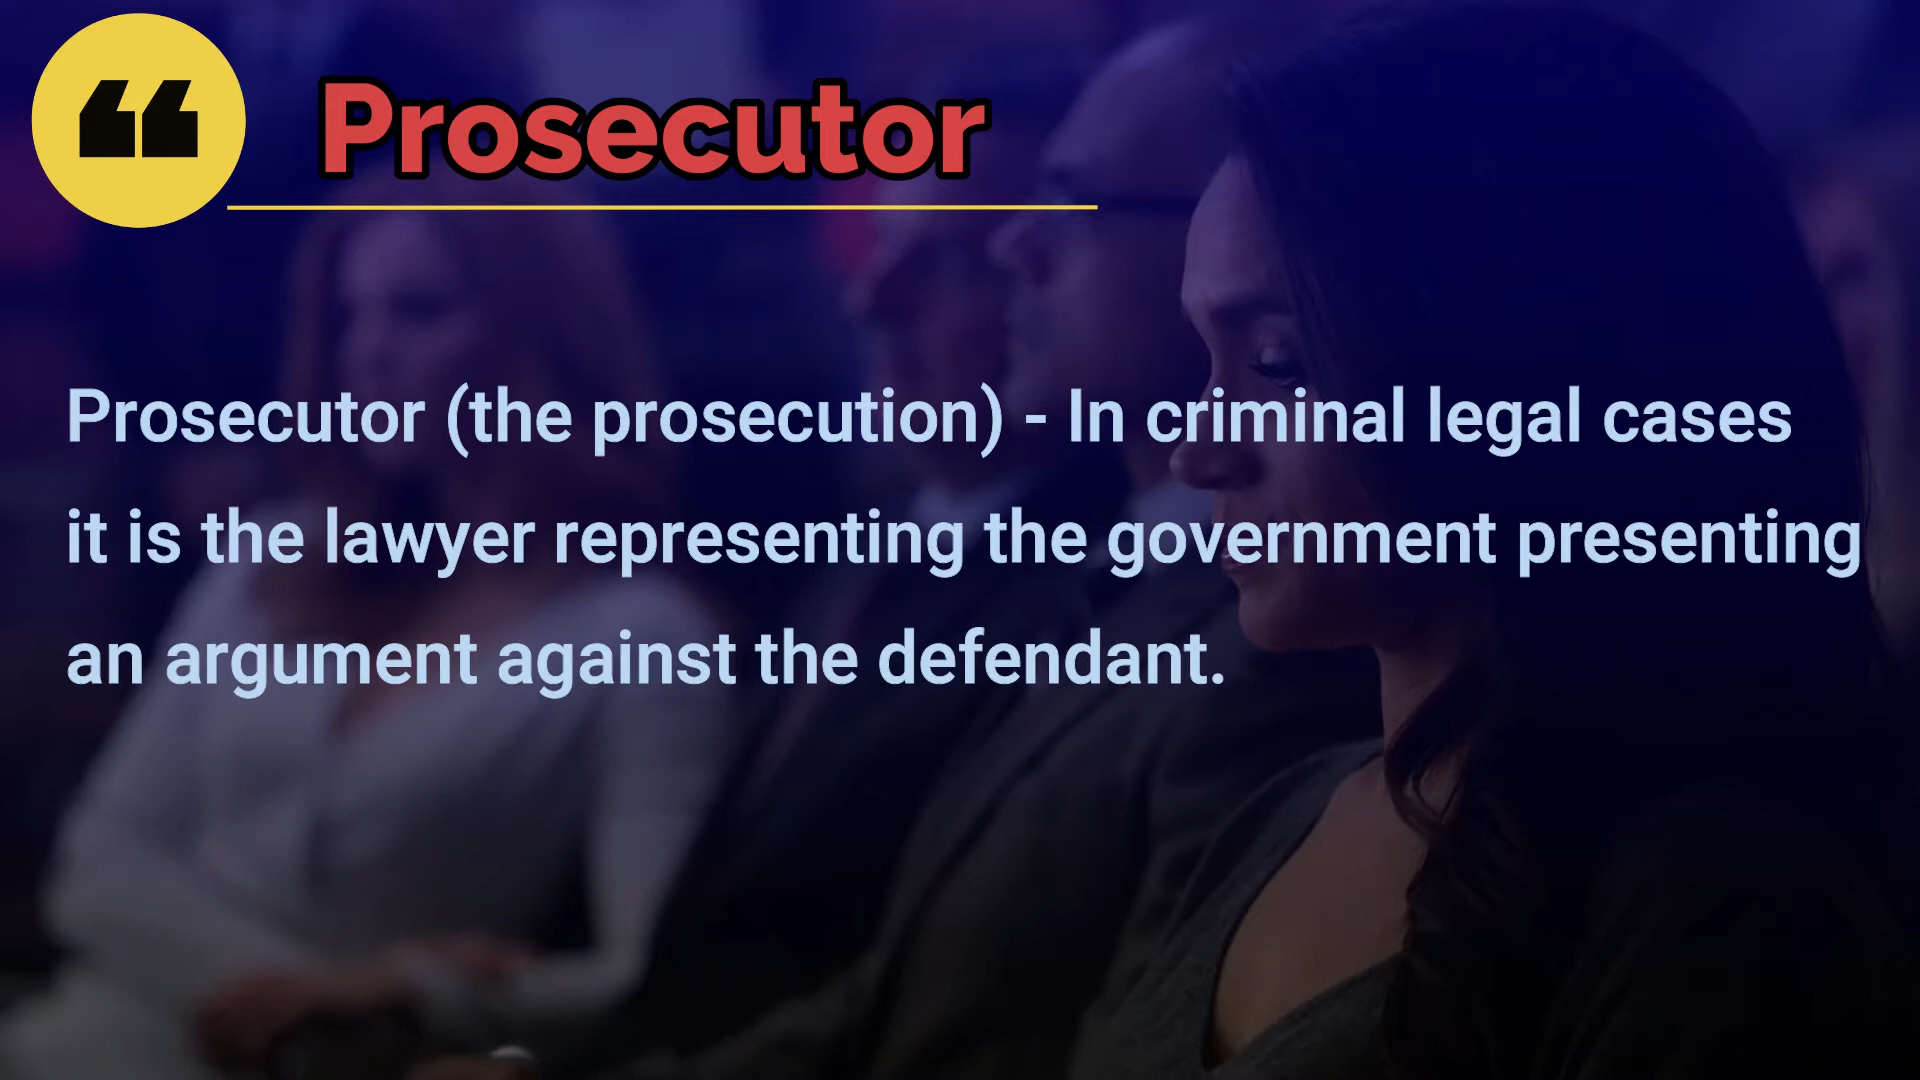 Prosecutor
Prosecutor (the prosecution) - In criminal legal cases
it is the lawyer representing the government presenting
an argument against the defendant.